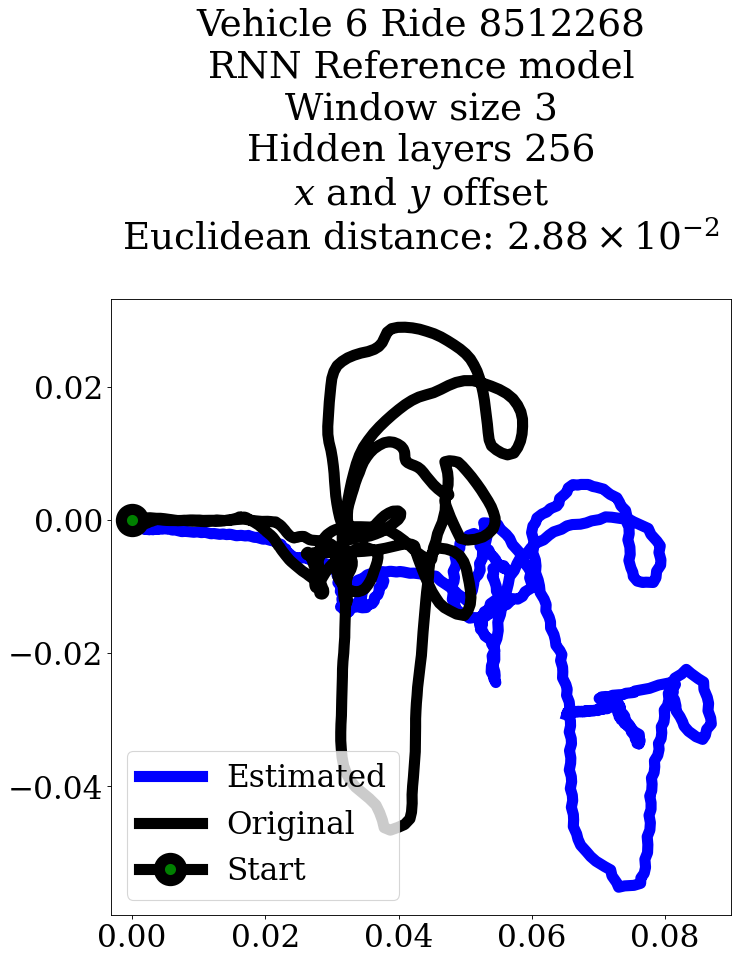 Vehicle 6 Ride 8512268
RNN Reference model
Window size 3
Hidden layers 256
x and y offset
Euclidean distance: 2.88 × 10⁻²
0.02
0.00
−0.02
−0.04
Estimated
Original
Start
0.00 0.02 0.04 0.06 0.08